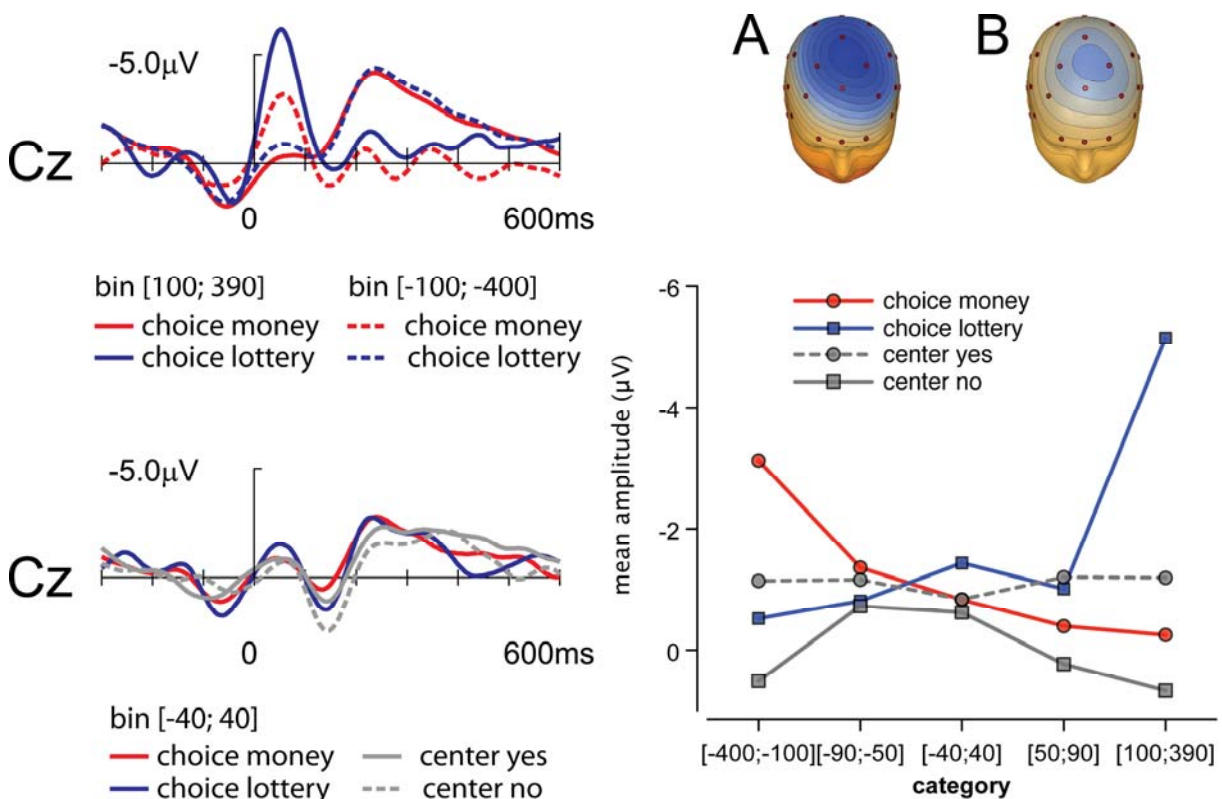 -5.0µV
Cz
0
600ms
bin [100; 390]
bin [-100; -400]
choice money
choice money
choice lottery
choice lottery
-5.0µV
Cz
0
600ms
bin [-40; 40]
choice money
center yes
choice lottery
center no
A
B
-6
choice money
choice lottery
center yes
center no
-4
-2
0
mean amplitude (µV)
[-400;-100]
[-90;-50]
[-40;40]
[50;90]
[100;390]
category